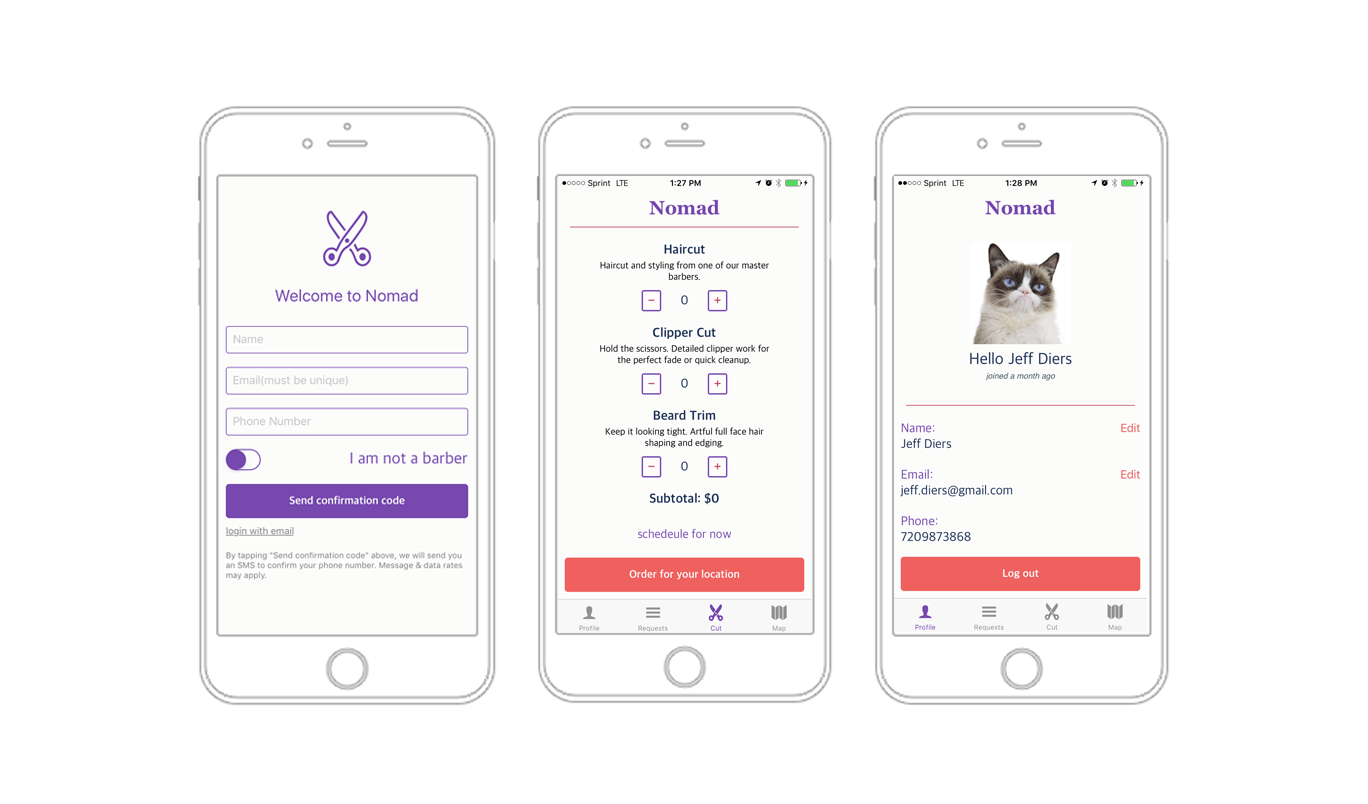 Welcome to Nomad
Name
Email(must be unique)
Phone Number
I am not a barber
Send confirmation code
login with email
By tapping "Send confirmation code" above, we will send you
an SMS to confirm your phone number. Message & data rates
may apply.
Sprint LTE 1:27 PM
Nomad
Haircut
Haircut and styling from one of our master
barbers.
− 0 +
Clipper Cut
Hold the scissors. Detailed clipper work for
the perfect fade or quick cleanup.
− 0 +
Beard Trim
Keep it looking tight. Artful full face hair
shaping and edging.
− 0 +
Subtotal: $0
schedeule for now
Order for your location
Profile Requests Cut Map
Sprint LTE 1:28 PM
Nomad
Hello Jeff Diers
joined a month ago
Name: Edit
Jeff Diers
Email: Edit
jeff.diers@gmail.com
Phone:
7209873868
Log out
Profile Requests Cut Map